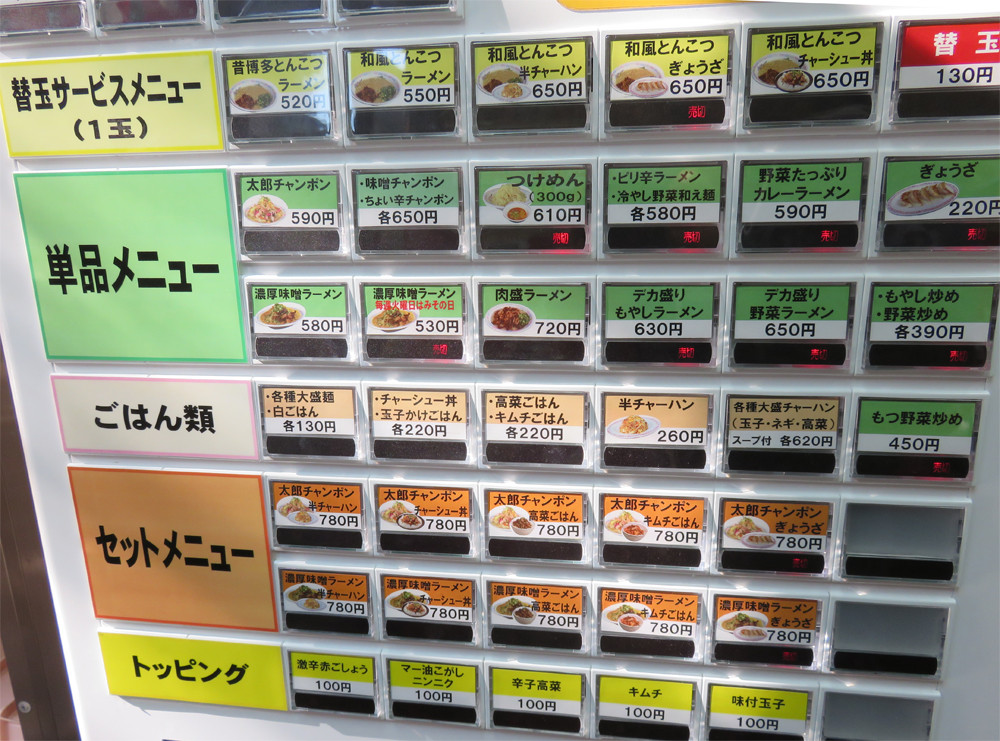 替玉サービスメニュー
(1玉)
昔博多とんこつ
ラーメン
520円
和風とんこつ
ラーメン
550円
和風とんこつ
半チャーハン
650円
和風とんこつ
ぎょうざ
650円
売切
和風とんこつ
チャーシュー丼
650円
替 玉
130円
単品メニュー
太郎チャンポン
590円
・味噌チャンポン
・ちょい辛チャンポン
各650円
つけめん
(300g)
610円
売切
・ピリ辛ラーメン
・冷やし野菜和え麺
各580円
売切
野菜たっぷり
カレーラーメン
590円
売切
ぎょうざ
220円
売切
濃厚味噌ラーメン
580円
濃厚味噌ラーメン
毎週火曜日はみその日
530円
売切
肉盛ラーメン
720円
デカ盛り
もやしラーメン
630円
売切
デカ盛り
野菜ラーメン
650円
売切
・もやし炒め
・野菜炒め
各390円
売切
ごはん類
・各種大盛麺
・白ごはん
各130円
・チャーシュー丼
・玉子かけごはん
各220円
・高菜ごはん
・キムチごはん
各220円
半チャーハン
260円
各種大盛チャーハン
(玉子・ネギ・高菜)
スープ付 各620円
もつ野菜炒め
450円
売切
セットメニュー
太郎チャンポン
半チャーハン
780円
太郎チャンポン
チャーシュー丼
780円
太郎チャンポン
高菜ごはん
780円
太郎チャンポン
キムチごはん
780円
太郎チャンポン
ぎょうざ
780円
売切
濃厚味噌ラーメン
半チャーハン
780円
濃厚味噌ラーメン
チャーシュー丼
780円
濃厚味噌ラーメン
高菜ごはん
780円
濃厚味噌ラーメン
キムチごはん
780円
濃厚味噌ラーメン
ぎょうざ
780円
売切
トッピング
激辛赤ごしょう
100円
マー油こがし
ニンニク
100円
辛子高菜
100円
キムチ
100円
味付玉子
100円